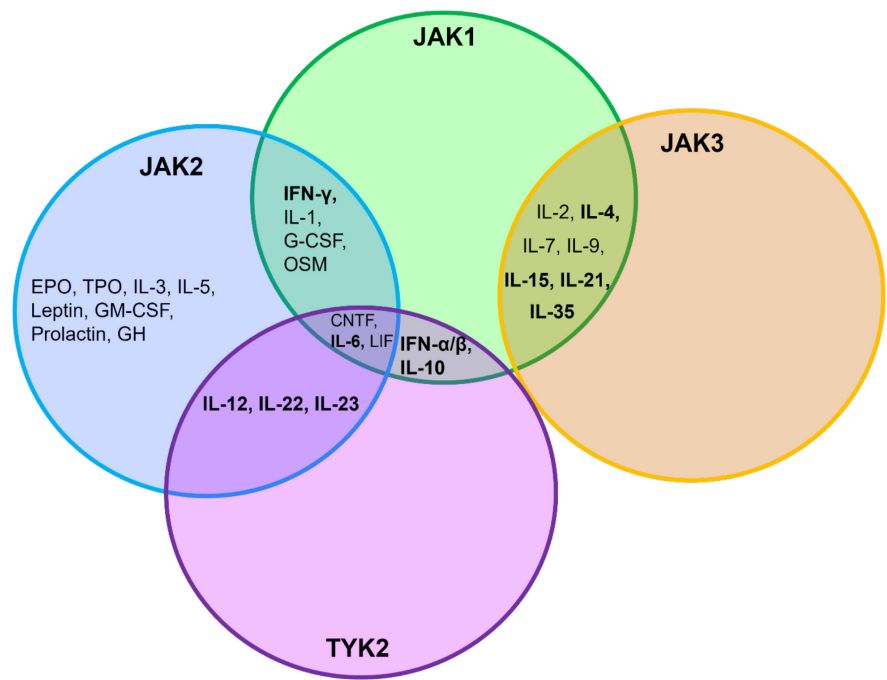 JAK1
JAK2
JAK3
IFN-γ,
IL-1,
G-CSF,
OSM
IL-2, IL-4,
IL-7, IL-9,
IL-15, IL-21,
IL-35
EPO, TPO, IL-3, IL-5,
Leptin, GM-CSF,
Prolactin, GH
CNTF,
IL-6, LIF
IFN-α/β,
IL-10
IL-12, IL-22, IL-23
TYK2